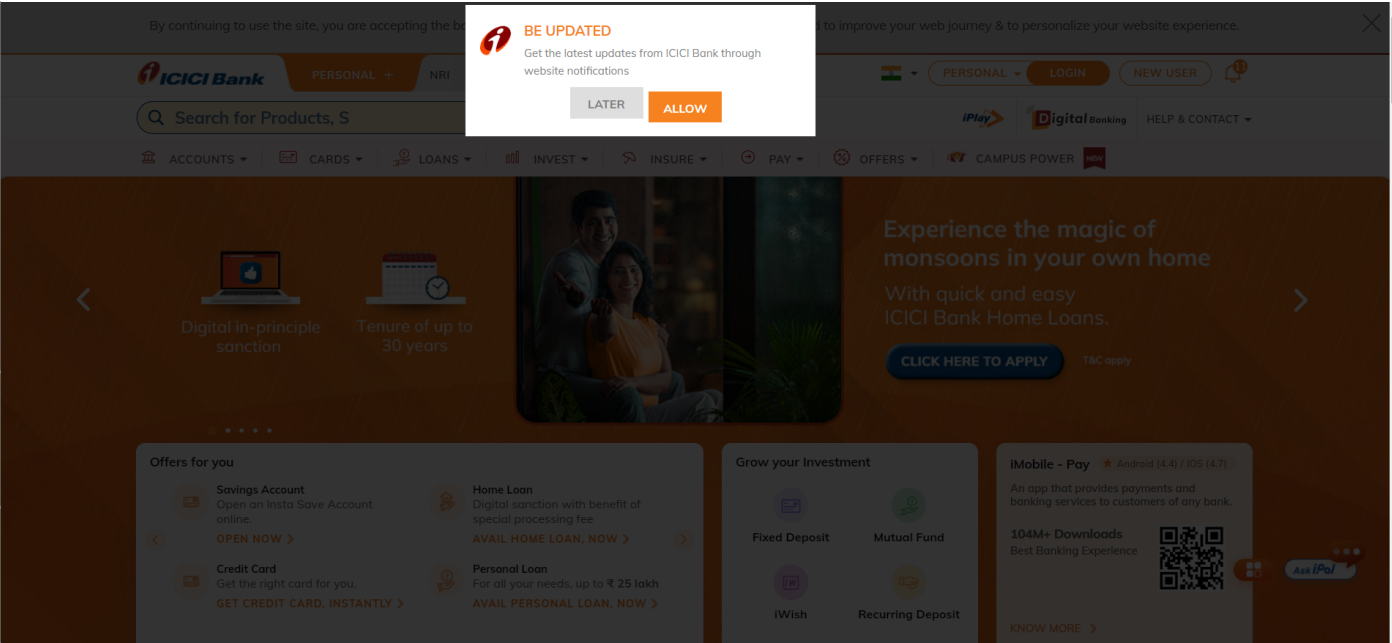 By continuing to use the site, you are accepting the
to improve your web journey & to personalize your website experience.
BE UPDATED
Get the latest updates from ICICI Bank through
website notifications
LATER
ALLOW
ICICI Bank
PERSONAL +
NRI
PERSONAL
LOGIN
NEW USER
11
Search for Products, S
iPlay
Digital Banking
HELP & CONTACT
ACCOUNTS
CARDS
LOANS
INVEST
INSURE
PAY
OFFERS
CAMPUS POWER
NEW
Digital in-principle
sanction
Tenure of up to
30 years
Experience the magic of
monsoons in your own home
With quick and easy
ICICI Bank Home Loans.
CLICK HERE TO APPLY
T&C apply
Offers for you
Savings Account
Open an Insta Save Account
online.
OPEN NOW >
Home Loan
Digital sanction with benefit of
special processing fee
AVAIL HOME LOAN, NOW >
Credit Card
Get the right card for you.
GET CREDIT CARD, INSTANTLY >
Personal Loan
For all your needs, up to ₹ 25 lakh
AVAIL PERSONAL LOAN, NOW >
Grow your Investment
Fixed Deposit
Mutual Fund
iWish
Recurring Deposit
iMobile - Pay
★ Android (4.4) / IOS (4.7)
An app that provides payments and
banking services to customers of any bank.
104M+ Downloads
Best Banking Experience
KNOW MORE >
Ask iPal